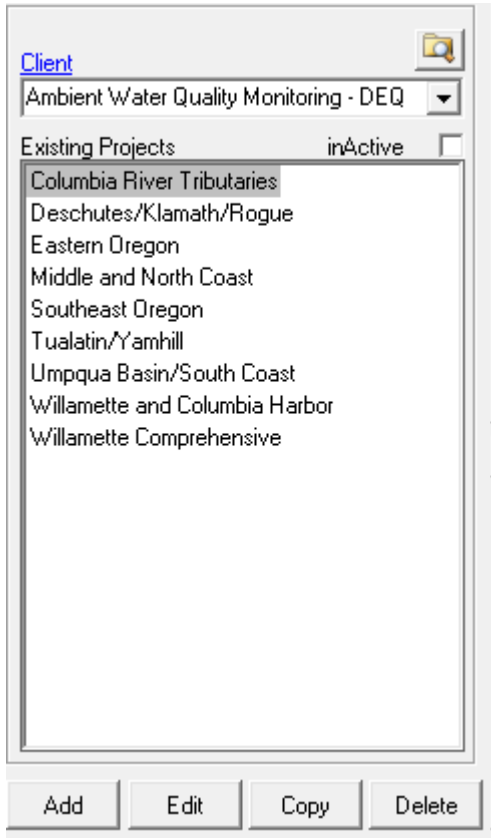 Client
Ambient Water Quality Monitoring - DEQ
Existing Projects inActive
Columbia River Tributaries
Deschutes/Klamath/Rogue
Eastern Oregon
Middle and North Coast
Southeast Oregon
Tualatin/Yamhill
Umpqua Basin/South Coast
Willamette and Columbia Harbor
Willamette Comprehensive
Add Edit Copy Delete